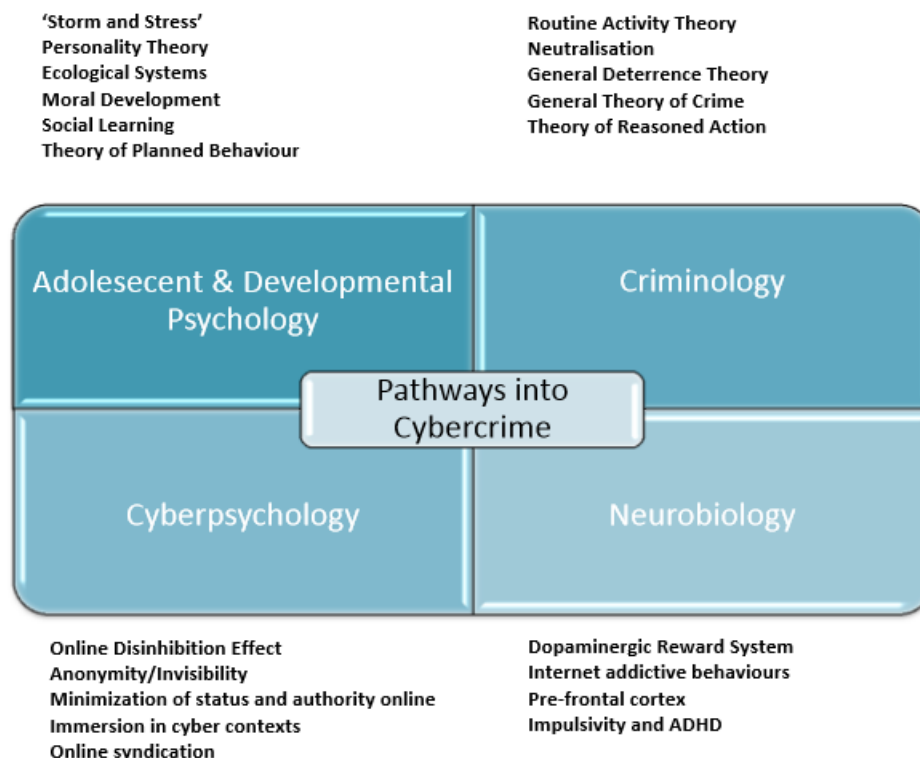 ‘Storm and Stress’
Personality Theory
Ecological Systems
Moral Development
Social Learning
Theory of Planned Behaviour
Routine Activity Theory
Neutralisation
General Deterrence Theory
General Theory of Crime
Theory of Reasoned Action
Adolesecent & Developmental
Psychology
Criminology
Pathways into
Cybercrime
Cyberpsychology
Neurobiology
Online Disinhibition Effect
Anonymity/Invisibility
Minimization of status and authority online
Immersion in cyber contexts
Online syndication
Dopaminergic Reward System
Internet addictive behaviours
Pre-frontal cortex
Impulsivity and ADHD